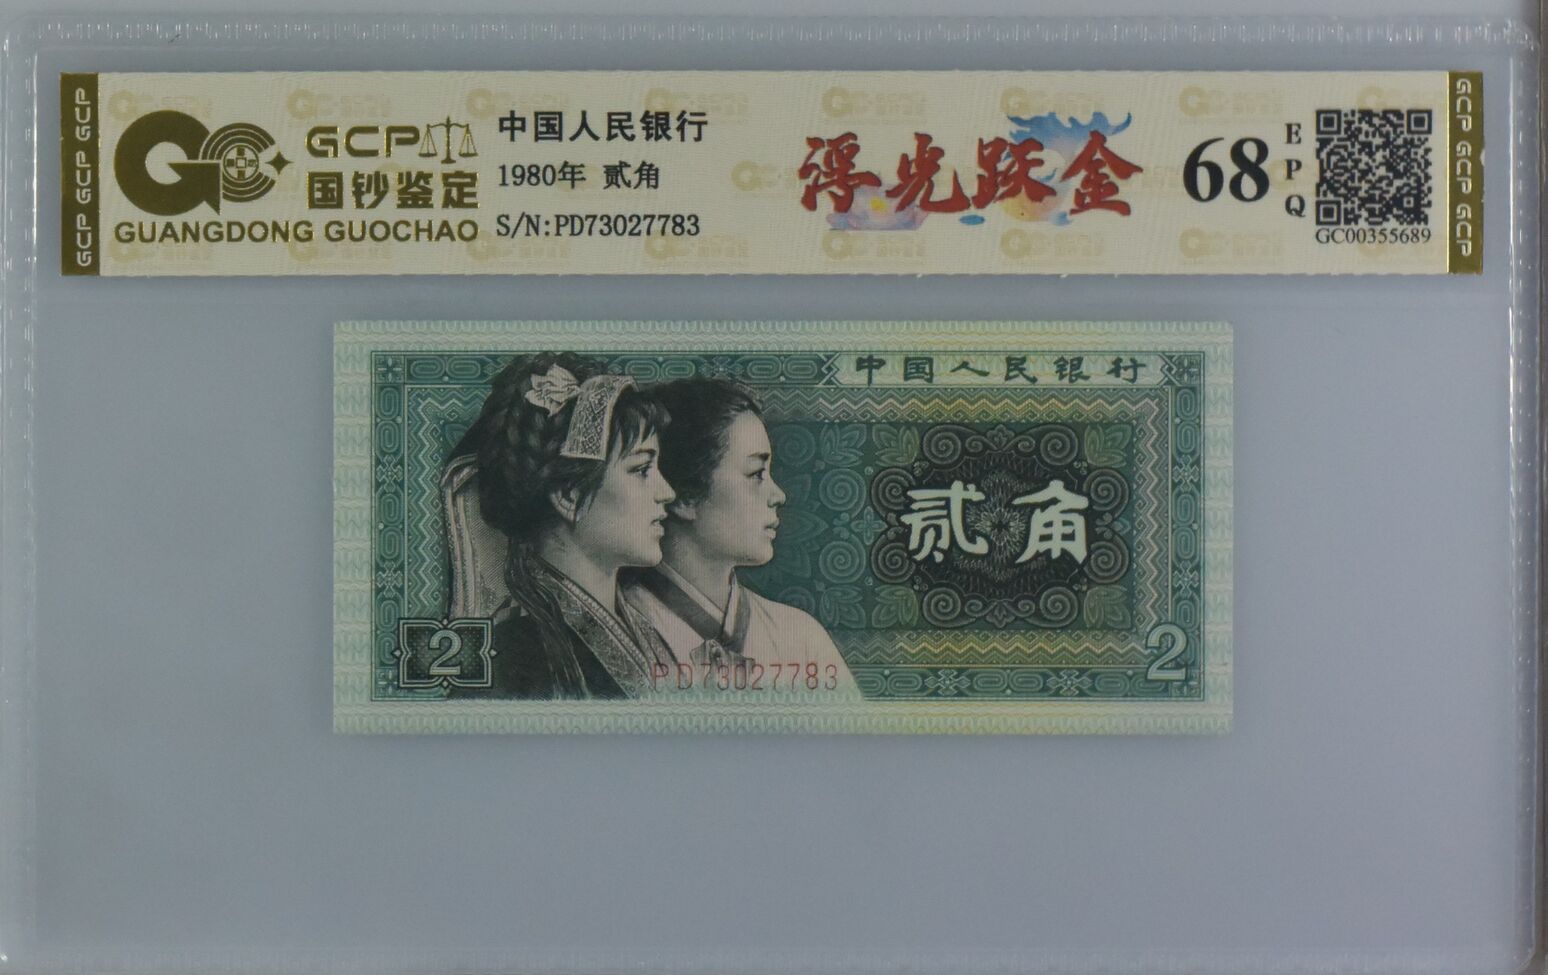 GCP GCP GCP
GCP
国钞鉴定
GUANGDONG GUOCHAO
中国人民银行
1980年 贰角
S/N:PD73027783
浮光跃金
68
EPQ
GC00355689
GCP GCP GCP
中国人民银行
贰角
2
PD73027783
2